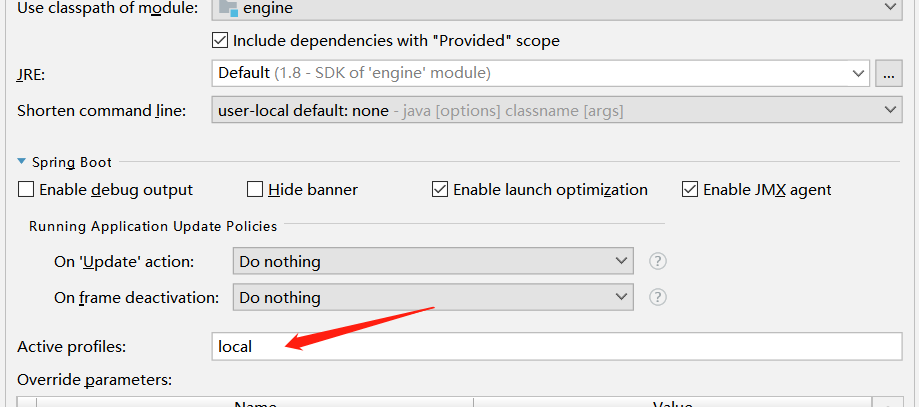 Use classpath of module: engine
Include dependencies with "Provided" scope
JRE: Default (1.8 - SDK of 'engine' module) ...
Shorten command line: user-local default: none - java [options] classname [args]
Spring Boot
Enable debug output Hide banner Enable launch optimization Enable JMX agent
Running Application Update Policies
On 'Update' action: Do nothing ?
On frame deactivation: Do nothing ?
Active profiles: local
Override parameters:
Name Value